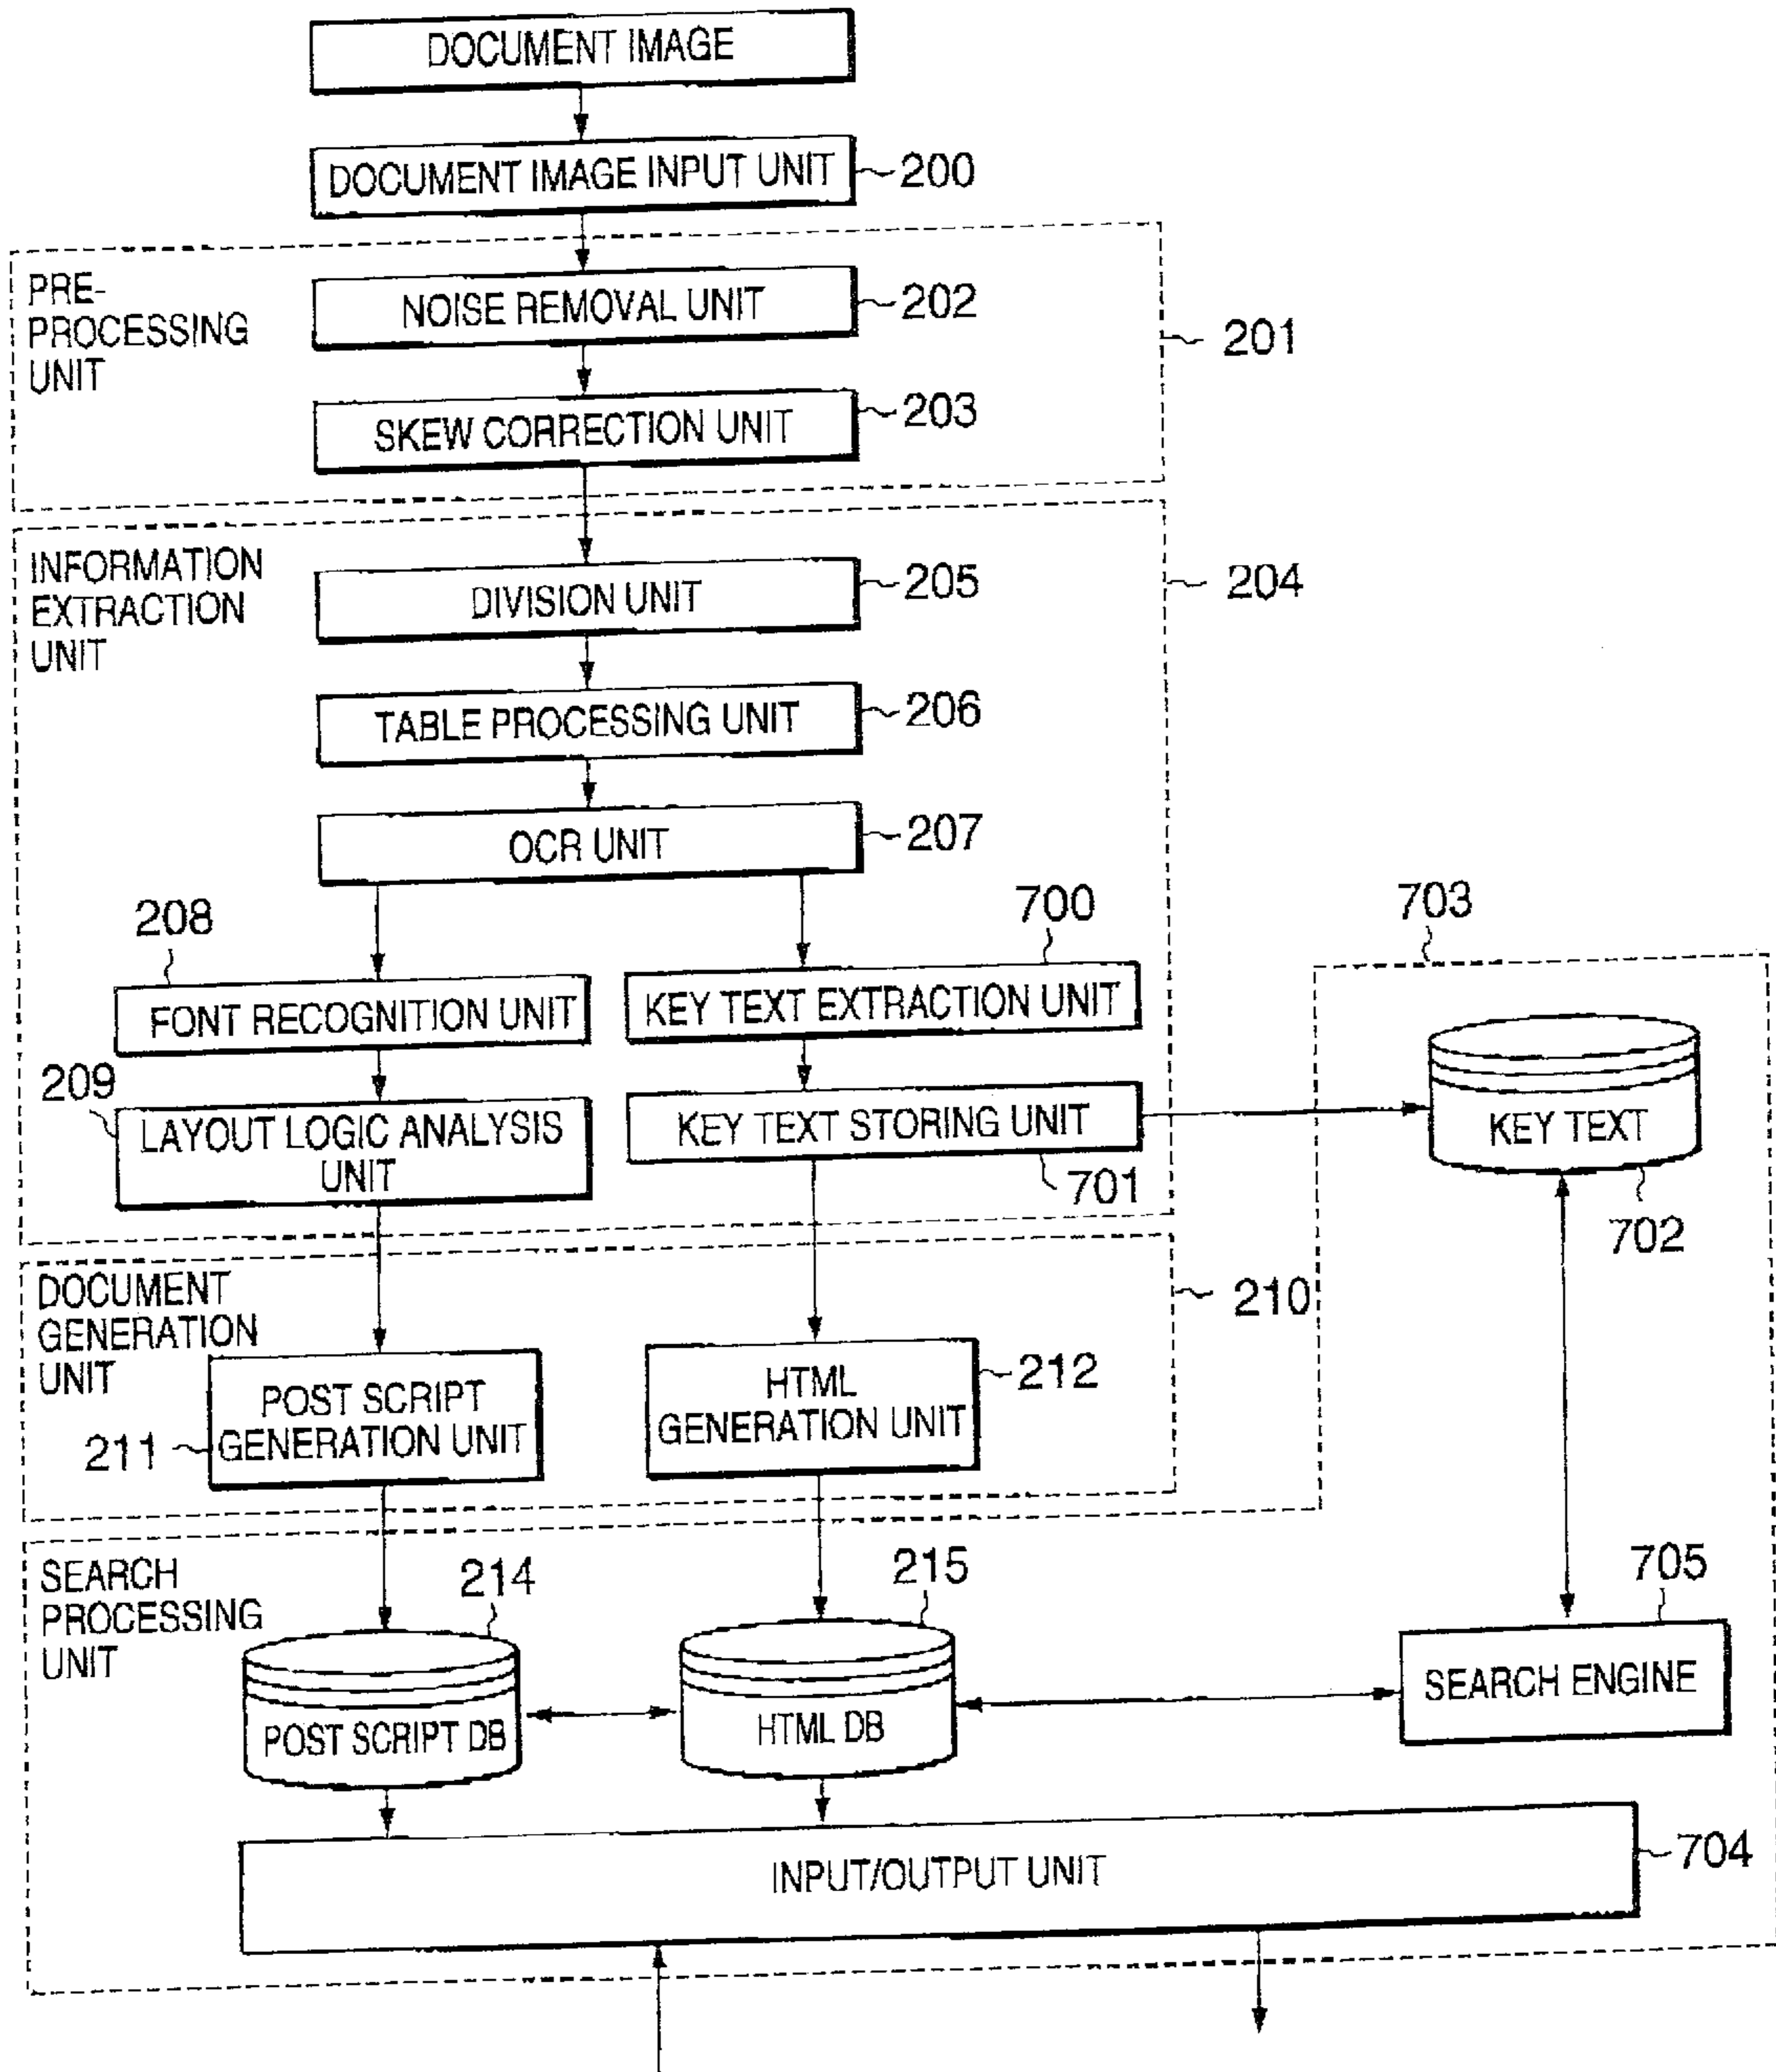 DOCUMENT IMAGE
DOCUMENT IMAGE INPUT UNIT
200
PRE-
PROCESSING
UNIT
NOISE REMOVAL UNIT
202
201
SKEW CORRECTION UNIT
203
INFORMATION
EXTRACTION
UNIT
204
DIVISION UNIT
205
TABLE PROCESSING UNIT
206
OCR UNIT
207
208
FONT RECOGNITION UNIT
700
KEY TEXT EXTRACTION UNIT
703
209
LAYOUT LOGIC ANALYSIS
UNIT
KEY TEXT STORING UNIT
701
KEY TEXT
702
DOCUMENT
GENERATION
UNIT
210
POST SCRIPT
GENERATION UNIT
211
HTML
GENERATION UNIT
212
SEARCH
PROCESSING
UNIT
214
POST SCRIPT DB
215
HTML DB
705
SEARCH ENGINE
INPUT/OUTPUT UNIT
704